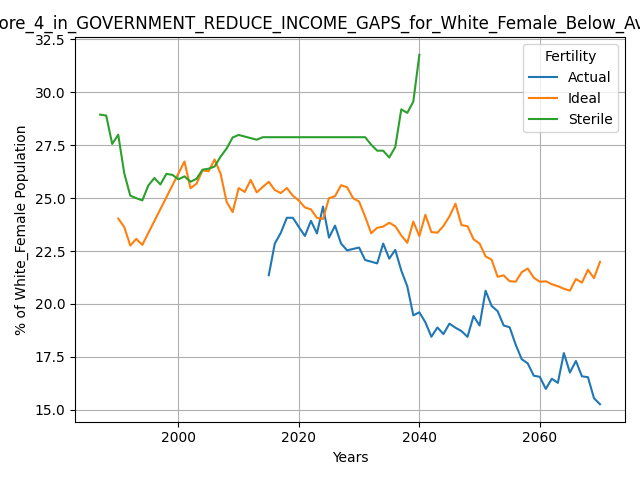 ore_4_in_GOVERNMENT_REDUCE_INCOME_GAPS_for_White_Female_Below_Av
32.5
30.0
27.5
25.0
22.5
20.0
17.5
15.0
% of White_Female Population
Fertility
Actual
Ideal
Sterile
2000
2020
2040
2060
Years